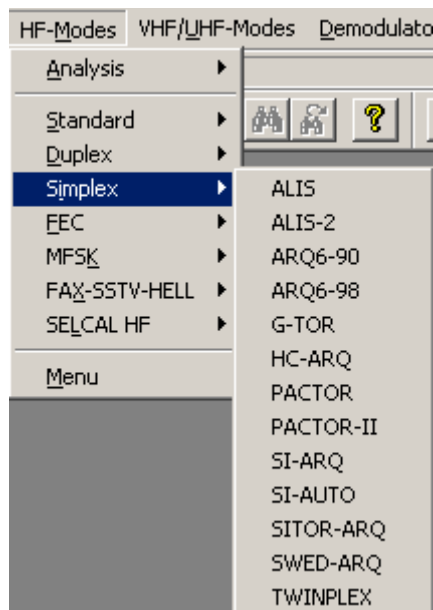 HF-Modes VHF/UHF-Modes Demodulato
Analysis
Standard
Duplex
Simplex
FEC
MFSK
FAX-SSTV-HELL
SELCAL HF
Menu
?
ALIS
ALIS-2
ARQ6-90
ARQ6-98
G-TOR
HC-ARQ
PACTOR
PACTOR-II
SI-ARQ
SI-AUTO
SITOR-ARQ
SWED-ARQ
TWINPLEX